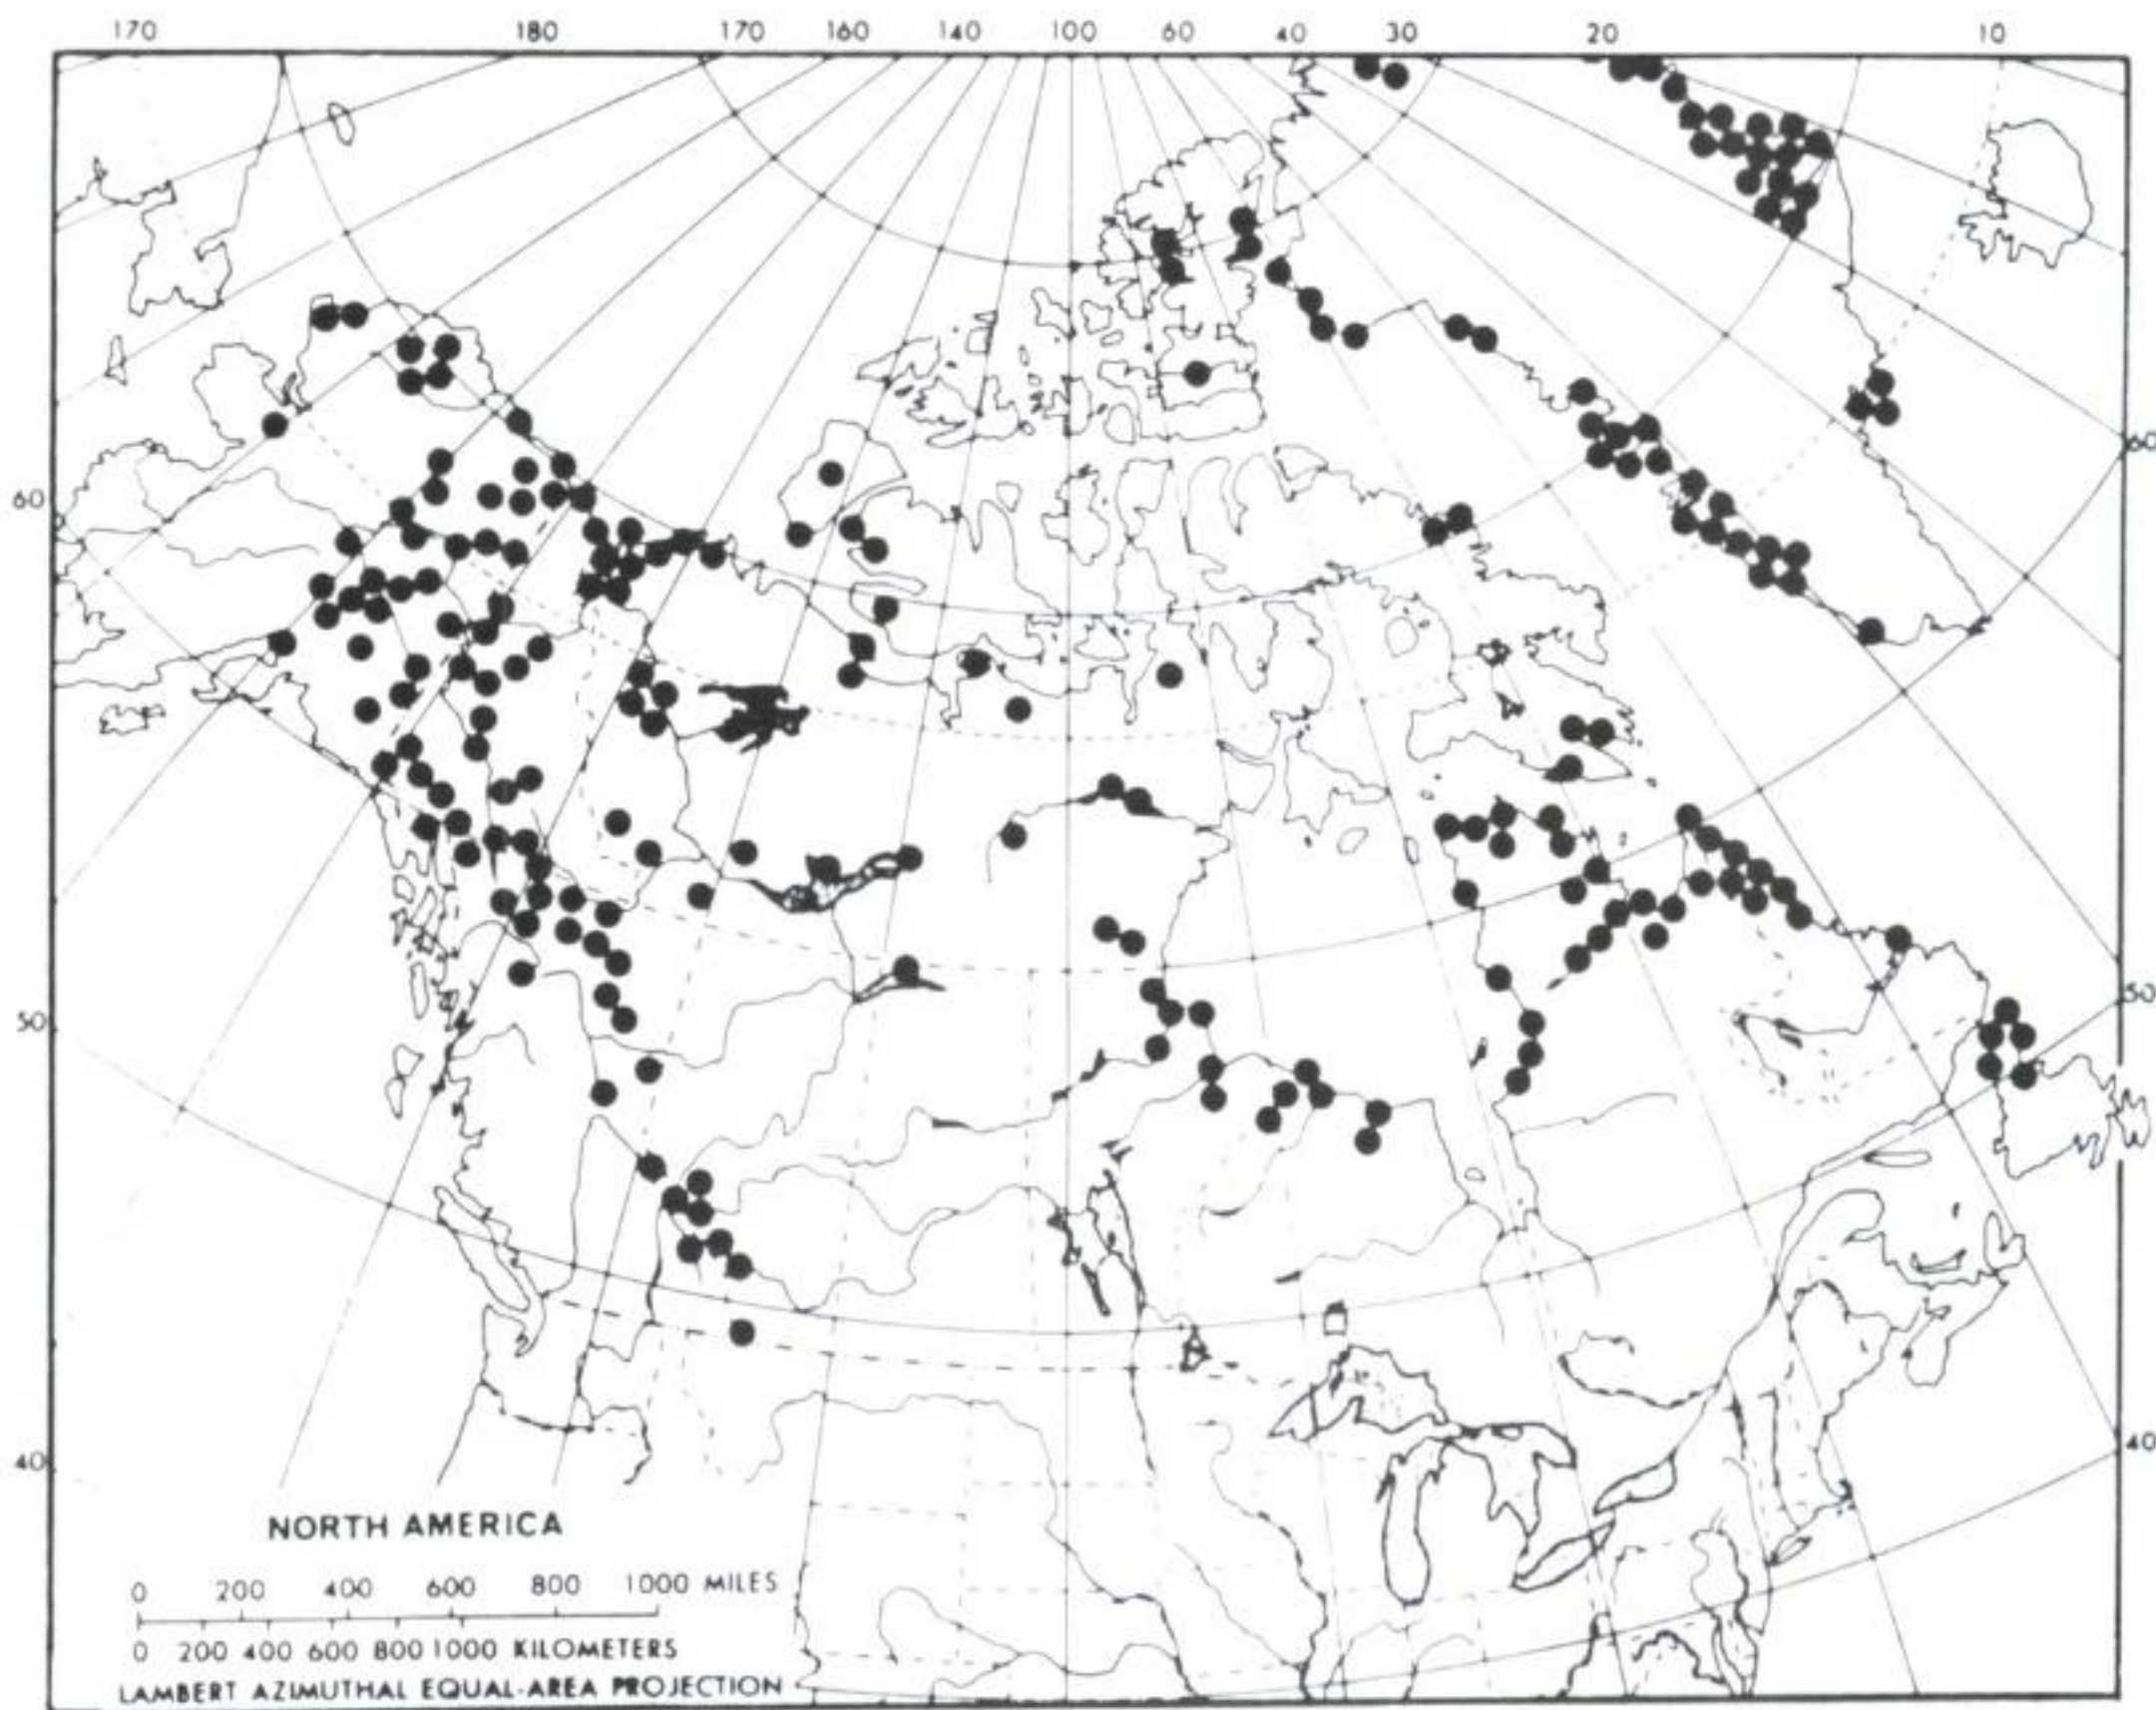 170 180 170 160 140 100 60 40 30 20 10
60 60
50 50
40 40
NORTH AMERICA
0 200 400 600 800 1000 MILES
0 200 400 600 800 1000 KILOMETERS
LAMBERT AZIMUTHAL EQUAL-AREA PROJECTION